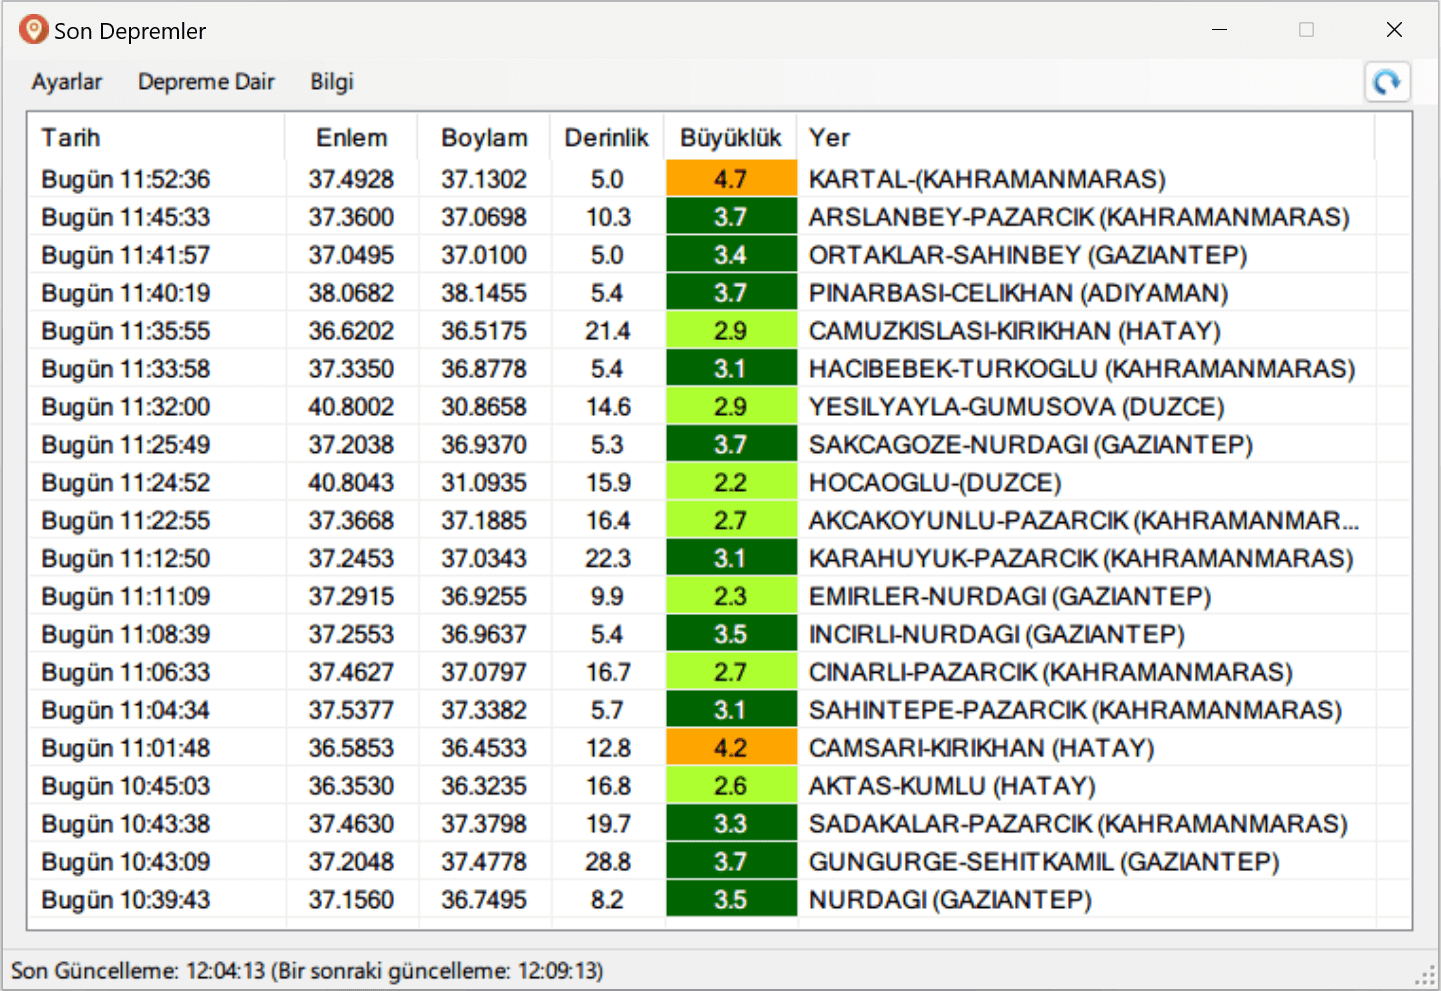 Son Depremler
Ayarlar Depreme Dair Bilgi
Tarih Enlem Boylam Derinlik Büyüklük Yer
Bugün 11:52:36 37.4928 37.1302 5.0 4.7 KARTAL-(KAHRAMANMARAS)
Bugün 11:45:33 37.3600 37.0698 10.3 3.7 ARSLANBEY-PAZARCIK (KAHRAMANMARAS)
Bugün 11:41:57 37.0495 37.0100 5.0 3.4 ORTAKLAR-SAHINBEY (GAZIANTEP)
Bugün 11:40:19 38.0682 38.1455 5.4 3.7 PINARBASI-CELIKHAN (ADIYAMAN)
Bugün 11:35:55 36.6202 36.5175 21.4 2.9 CAMUZKISLASI-KIRIKHAN (HATAY)
Bugün 11:33:58 37.3350 36.8778 5.4 3.1 HACIBEBEK-TURKOGLU (KAHRAMANMARAS)
Bugün 11:32:00 40.8002 30.8658 14.6 2.9 YESILYAYLA-GUMUSOVA (DUZCE)
Bugün 11:25:49 37.2038 36.9370 5.3 3.7 SAKCAGOZE-NURDAGI (GAZIANTEP)
Bugün 11:24:52 40.8043 31.0935 15.9 2.2 HOCAOGLU-(DUZCE)
Bugün 11:22:55 37.3668 37.1885 16.4 2.7 AKCAKOYUNLU-PAZARCIK (KAHRAMANMAR...
Bugün 11:12:50 37.2453 37.0343 22.3 3.1 KARAHUYUK-PAZARCIK (KAHRAMANMARAS)
Bugün 11:11:09 37.2915 36.9255 9.9 2.3 EMIRLER-NURDAGI (GAZIANTEP)
Bugün 11:08:39 37.2553 36.9637 5.4 3.5 INCIRLI-NURDAGI (GAZIANTEP)
Bugün 11:06:33 37.4627 37.0797 16.7 2.7 CINARLI-PAZARCIK (KAHRAMANMARAS)
Bugün 11:04:34 37.5377 37.3382 5.7 3.1 SAHINTEPE-PAZARCIK (KAHRAMANMARAS)
Bugün 11:01:48 36.5853 36.4533 12.8 4.2 CAMSARI-KIRIKHAN (HATAY)
Bugün 10:45:03 36.3530 36.3235 16.8 2.6 AKTAS-KUMLU (HATAY)
Bugün 10:43:38 37.4630 37.3798 19.7 3.3 SADAKALAR-PAZARCIK (KAHRAMANMARAS)
Bugün 10:43:09 37.2048 37.4778 28.8 3.7 GUNGURGE-SEHITKAMIL (GAZIANTEP)
Bugün 10:39:43 37.1560 36.7495 8.2 3.5 NURDAGI (GAZIANTEP)
Son Güncelleme: 12:04:13 (Bir sonraki güncelleme: 12:09:13)